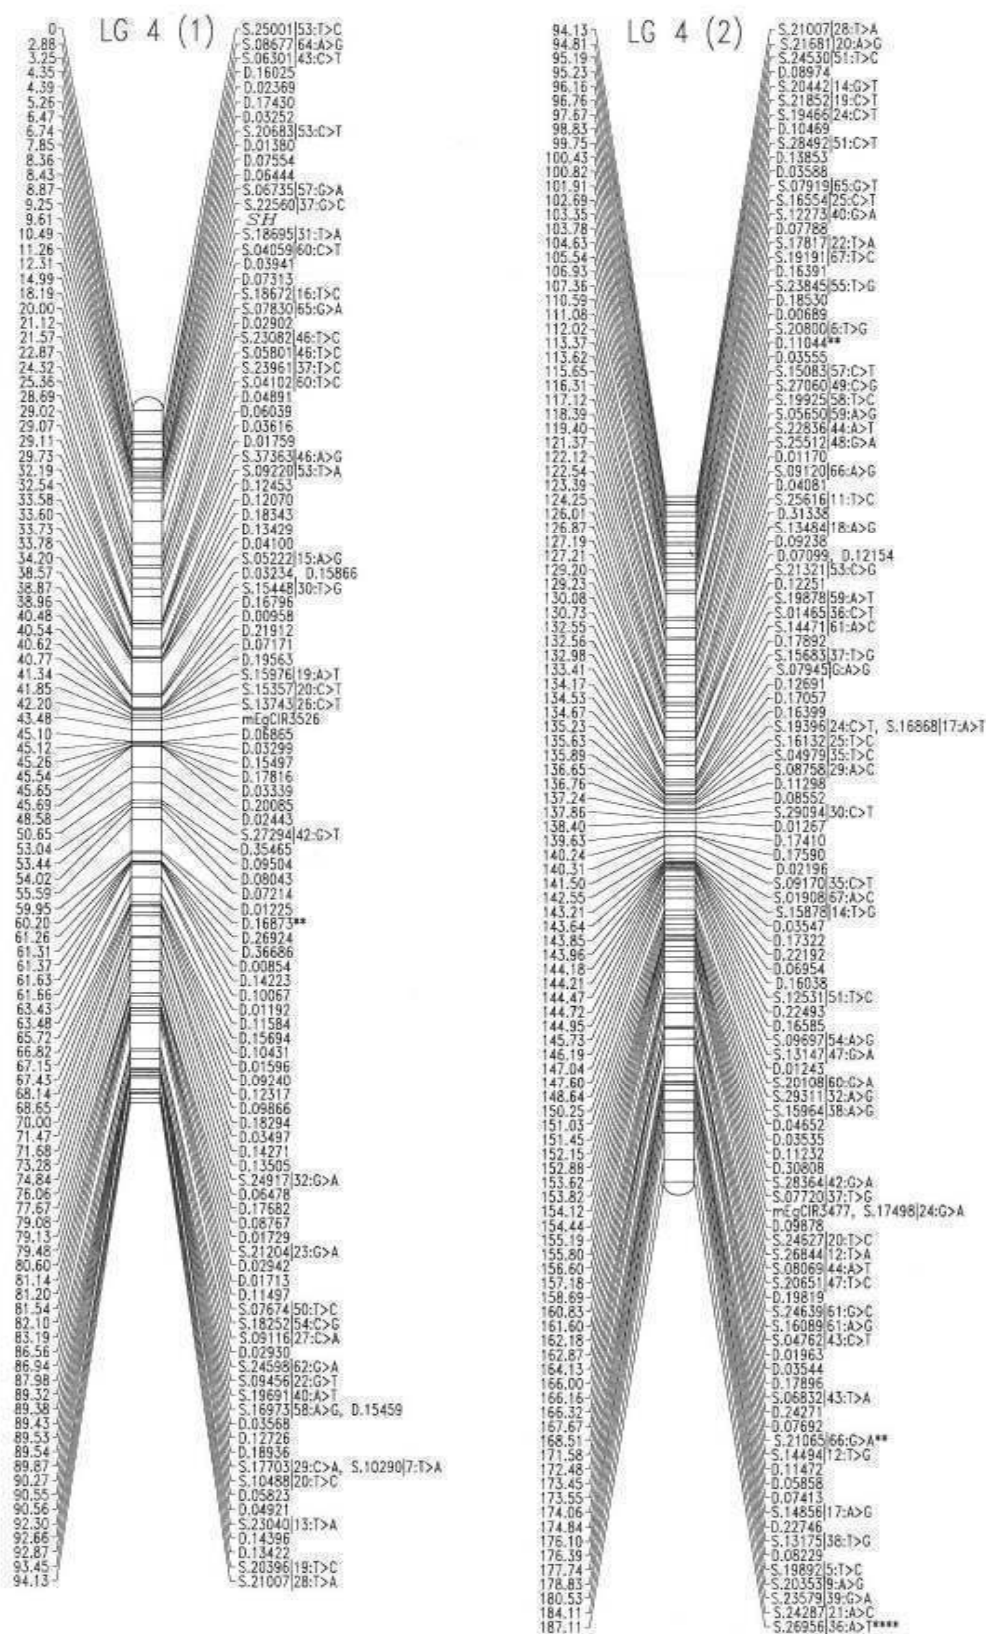 LG 4 (1)
0 S.25001|53:T>C
2.88 S.08677|64:A>G
3.25 S.06301|43:C>T
4.35 D.16025
4.39 D.02369
5.26 D.17430
6.47 D.03252
6.74 S.20683|53:C>T
7.85 D.01380
8.36 D.07554
8.43 D.06444
8.87 S.06735|57:G>A
9.25 S.22560|37:G>C
9.61 SH
10.49 S.18695|31:T>A
11.26 S.04059|60:C>T
12.31 D.03941
14.99 D.07313
18.19 S.18672|16:T>C
20.00 S.07830|65:G>A
21.12 D.02902
21.57 S.23082|46:T>C
22.87 S.05801|46:T>C
24.32 S.23961|37:T>C
25.36 S.04102|60:T>C
28.69 D.04891
29.02 D.06039
29.07 D.03616
29.11 D.01759
29.73 S.37363|46:A>G
32.19 S.09220|53:T>A
32.54 D.12453
33.58 D.12070
33.60 D.18343
33.73 D.13429
33.78 D.04100
34.20 S.05222|15:A>G
38.57 D.03234, D.15866
38.87 S.15448|30:T>G
38.96 D.16796
40.48 D.00958
40.54 D.21912
40.62 D.07171
40.77 D.19563
41.34 S.15976|19:A>T
41.85 S.15357|20:C>T
42.20 S.13743|26:C>T
43.48 mEgCIR3526
45.10 D.06865
45.12 D.03299
45.26 D.15497
45.54 D.17816
45.65 D.03339
45.69 D.20085
48.58 D.02443
50.65 S.27294|42:G>T
53.04 D.35465
53.44 D.09504
54.02 D.08043
55.59 D.07214
59.95 D.01225
60.20 D.16873**
61.26 D.26924
61.31 D.36686
61.37 D.00854
61.63 D.14223
61.66 D.10067
63.43 D.01192
63.48 D.11584
65.72 D.15694
66.82 D.10431
67.15 D.01596
67.43 D.09240
68.14 D.12317
68.65 D.09866
70.00 D.18294
71.47 D.03497
71.68 D.14271
73.28 D.13505
74.84 S.24917|32:G>A
76.06 D.06478
77.67 D.17682
79.08 D.08767
79.13 D.01729
79.48 S.21204|23:G>A
80.60 D.02942
81.14 D.01713
81.20 D.11497
81.54 S.07674|50:T>C
82.10 S.18252|54:C>G
83.19 S.09116|27:C>A
86.56 D.02930
86.94 S.24598|62:G>A
87.98 S.09456|22:G>T
89.32 S.19691|40:A>T
89.38 S.16973|58:A>G, D.15459
89.43 D.03568
89.53 D.12726
89.54 D.18936
89.87 S.17703|29:C>A, S.10290|7:T>A
90.27 S.10488|20:T>C
90.55 D.05823
90.56 D.04921
92.30 S.23040|13:T>A
92.66 D.14396
92.87 D.13422
93.45 S.20396|19:T>C
94.13 S.21007|28:T>A
LG 4 (2)
94.13 S.21007|28:T>A
94.81 S.21681|20:A>G
95.19 S.24530|51:T>C
95.23 D.08974
96.16 S.20442|14:G>T
96.76 S.21852|19:C>T
97.67 S.19466|24:C>T
98.83 D.10469
99.75 S.28492|51:C>T
100.43 D.13853
100.82 D.03588
101.91 S.07919|65:G>T
102.69 S.16554|25:C>T
103.35 S.12273|40:G>A
103.78 D.07788
104.63 S.17817|22:T>A
105.54 S.19191|67:T>C
106.93 D.16391
107.36 S.23845|55:T>G
110.59 D.18530
111.08 D.00689
112.02 S.20800|6:T>G
113.37 D.11044**
113.62 D.03555
115.65 S.15083|57:C>T
116.31 S.27060|49:C>G
117.12 S.19925|58:T>C
118.39 S.05650|59:A>G
119.40 S.22836|44:A>T
121.37 S.25512|48:G>A
122.12 D.01170
122.54 S.09120|66:A>G
123.39 D.04081
124.25 S.25616|11:T>C
126.01 D.31338
126.87 S.13484|18:A>G
127.19 D.09238
127.21 D.07099, D.12154
129.20 S.21321|53:C>G
129.23 D.12251
130.08 S.19878|59:A>T
130.73 S.01465|36:C>T
132.55 S.14471|61:A>C
132.56 D.17892
132.98 S.15683|37:T>G
133.41 S.07945|G:A>G
134.17 D.12691
134.53 D.17057
134.67 D.16399
135.23 S.19396|24:C>T, S.16868|17:A>T
135.63 S.16132|25:T>C
135.89 S.04979|35:T>C
136.65 S.08758|29:A>C
136.76 D.11298
137.24 D.08552
137.86 S.29094|30:C>T
138.40 D.01267
139.63 D.17410
140.24 D.17590
140.31 D.02196
141.50 S.09170|35:C>T
142.55 S.01908|67:A>C
143.21 S.15878|14:T>G
143.64 D.03547
143.85 D.17322
143.96 D.22192
144.18 D.06954
144.21 D.16038
144.47 S.12531|51:T>C
144.72 D.22493
144.95 D.16585
145.73 S.09697|54:A>G
146.19 S.13147|47:G>A
147.04 D.01243
147.60 S.20108|60:G>A
148.64 S.29311|32:A>G
150.25 S.15964|38:A>G
151.03 D.04652
151.45 D.03535
152.15 D.11232
152.88 D.30808
153.62 S.28364|42:G>A
153.82 S.07720|37:T>G
154.12 mEgCIR3477, S.17498|24:G>A
154.44 D.09878
155.19 S.24627|20:T>C
155.80 S.26844|12:T>A
156.60 S.08069|44:A>T
157.18 S.20651|47:T>C
158.69 D.19819
160.83 S.24639|61:G>C
161.60 S.16089|61:A>G
162.18 S.04762|43:C>T
162.87 D.01963
164.13 D.03544
166.00 D.17896
166.16 S.06832|43:T>A
166.32 D.24271
167.67 D.07692
168.51 S.21065|66:G>A**
171.58 S.14494|12:T>G
172.48 D.11472
173.45 D.05858
173.55 D.07413
174.06 S.14856|17:A>G
174.84 D.22746
176.10 S.13175|38:T>G
176.39 D.08229
177.74 S.19892|5:T>C
178.83 S.20353|9:A>G
180.53 S.23579|39:G>A
184.11 S.24287|21:A>C
187.11 S.26956|36:A>T****